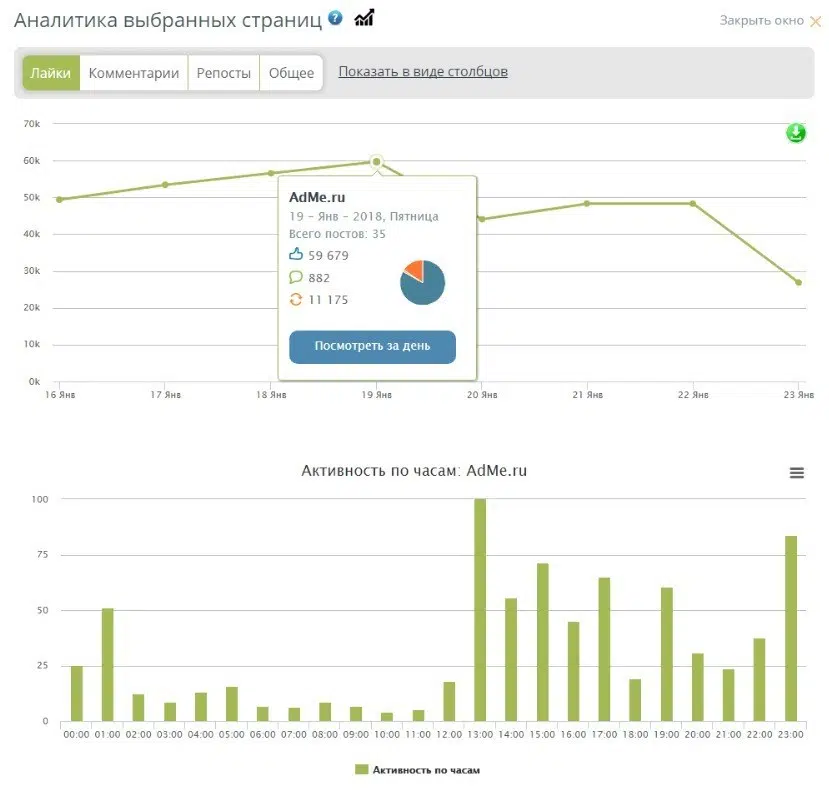 Аналитика выбранных страниц ?
Закрыть окно
Лайки Комментарии Репосты Общее Показать в виде столбцов
70k
60k
50k
40k
30k
20k
10k
0k
AdMe.ru
19 - Янв - 2018, Пятница
Всего постов: 35
59 679
882
11 175
Посмотреть за день
16 Янв 17 Янв 18 Янв 19 Янв 20 Янв 21 Янв 22 Янв 23 Янв
Активность по часам: AdMe.ru
100
75
50
25
0
00:00 01:00 02:00 03:00 04:00 05:00 06:00 07:00 08:00 09:00 10:00 11:00 12:00 13:00 14:00 15:00 16:00 17:00 18:00 19:00 20:00 21:00 22:00 23:00
Активность по часам